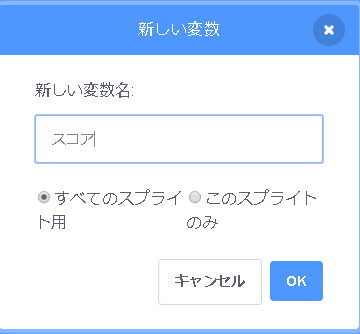 新しい変数
新しい変数名:
スコア
すべてのスプライ
ト用
このスプライト
のみ
キャンセル
OK